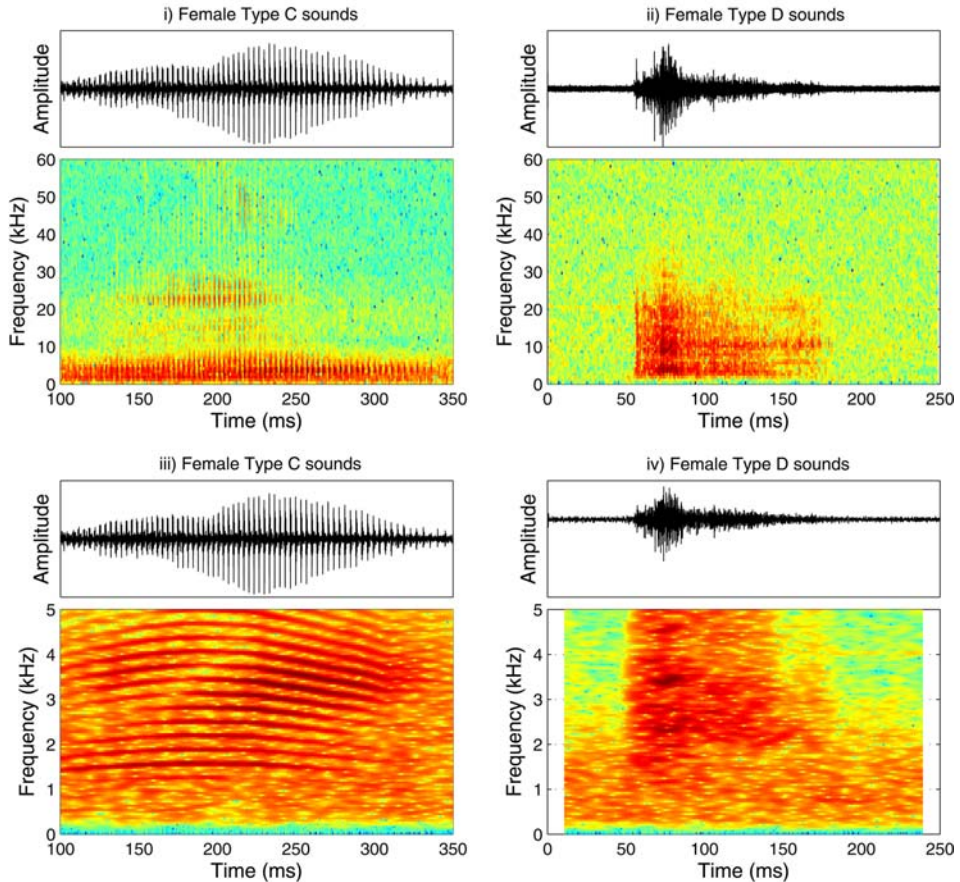 i) Female Type C sounds
Amplitude
60
50
40
30
20
10
0
Frequency (kHz)
100 150 200 250 300 350
Time (ms)
ii) Female Type D sounds
Amplitude
60
50
40
30
20
10
0
Frequency (kHz)
0 50 100 150 200 250
Time (ms)
iii) Female Type C sounds
Amplitude
5
4
3
2
1
0
Frequency (kHz)
100 150 200 250 300 350
Time (ms)
iv) Female Type D sounds
Amplitude
5
4
3
2
1
0
Frequency (kHz)
0 50 100 150 200 250
Time (ms)